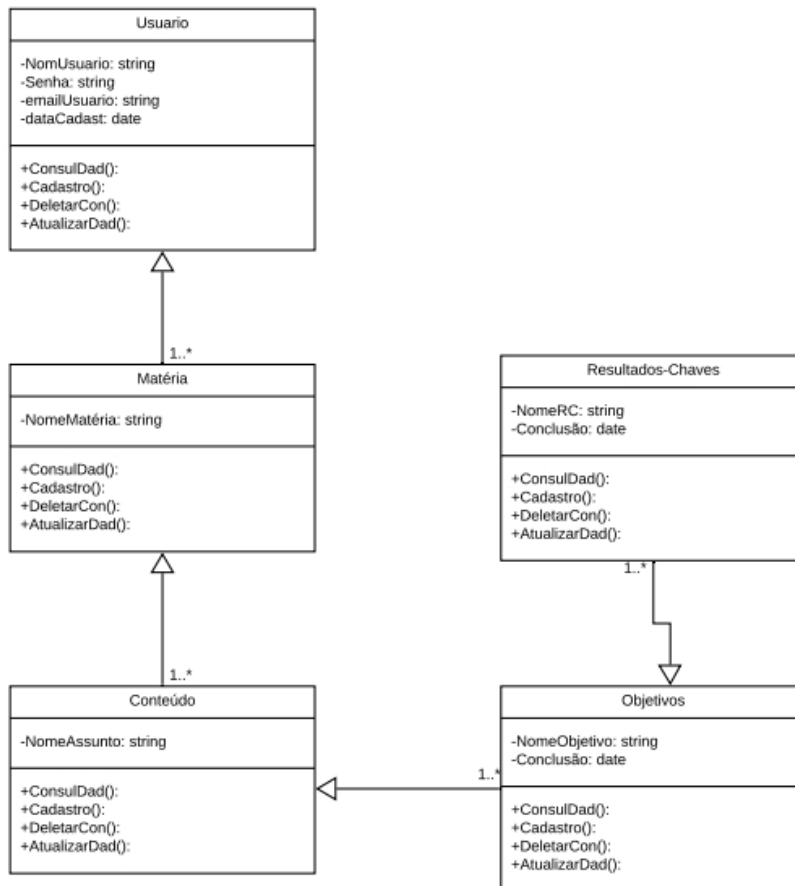 Usuario
-NomUsuario: string
-Senha: string
-emailUsuario: string
-dataCadast: date
+ConsulDad():
+Cadastro():
+DeletarCon():
+AtualizarDad():
1..*
Matéria
-NomeMatéria: string
+ConsulDad():
+Cadastro():
+DeletarCon():
+AtualizarDad():
1..*
Conteúdo
-NomeAssunto: string
+ConsulDad():
+Cadastro():
+DeletarCon():
+AtualizarDad():
Resultados-Chaves
-NomeRC: string
-Conclusão: date
+ConsulDad():
+Cadastro():
+DeletarCon():
+AtualizarDad():
1..*
Objetivos
-NomeObjetivo: string
-Conclusão: date
1..*
+ConsulDad():
+Cadastro():
+DeletarCon():
+AtualizarDad():